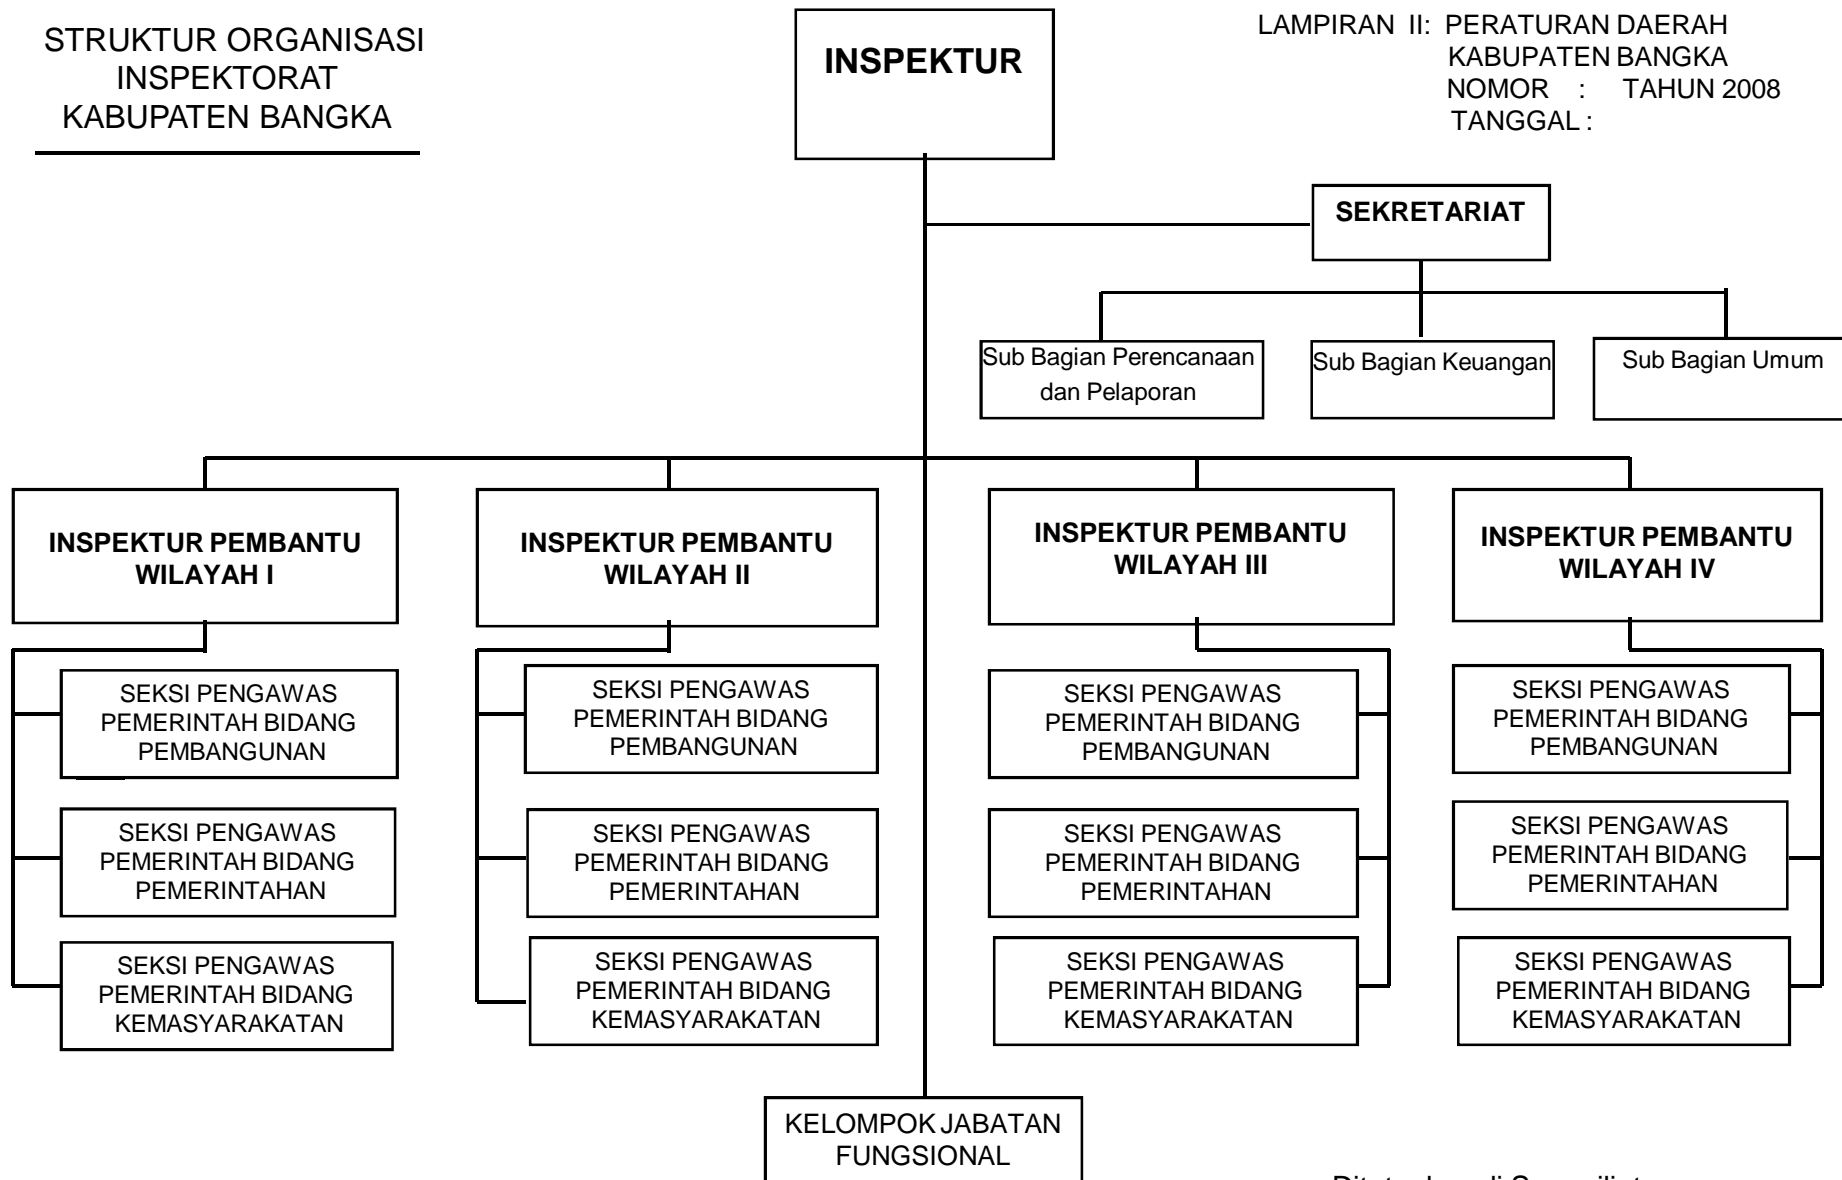 STRUKTUR ORGANISASI
INSPEKTORAT
KABUPATEN BANGKA
INSPEKTUR
LAMPIRAN II: PERATURAN DAERAH
KABUPATEN BANGKA
NOMOR : TAHUN 2008
TANGGAL :
SEKRETARIAT
Sub Bagian Perencanaan
dan Pelaporan
Sub Bagian Keuangan
Sub Bagian Umum
INSPEKTUR PEMBANTU
WILAYAH I
INSPEKTUR PEMBANTU
WILAYAH II
INSPEKTUR PEMBANTU
WILAYAH III
INSPEKTUR PEMBANTU
WILAYAH IV
SEKSI PENGAWAS
PEMERINTAH BIDANG
PEMBANGUNAN
SEKSI PENGAWAS
PEMERINTAH BIDANG
PEMBANGUNAN
SEKSI PENGAWAS
PEMERINTAH BIDANG
PEMBANGUNAN
SEKSI PENGAWAS
PEMERINTAH BIDANG
PEMBANGUNAN
SEKSI PENGAWAS
PEMERINTAH BIDANG
PEMERINTAHAN
SEKSI PENGAWAS
PEMERINTAH BIDANG
PEMERINTAHAN
SEKSI PENGAWAS
PEMERINTAH BIDANG
PEMERINTAHAN
SEKSI PENGAWAS
PEMERINTAH BIDANG
PEMERINTAHAN
SEKSI PENGAWAS
PEMERINTAH BIDANG
KEMASYARAKATAN
SEKSI PENGAWAS
PEMERINTAH BIDANG
KEMASYARAKATAN
SEKSI PENGAWAS
PEMERINTAH BIDANG
KEMASYARAKATAN
SEKSI PENGAWAS
PEMERINTAH BIDANG
KEMASYARAKATAN
KELOMPOK JABATAN
FUNGSIONAL